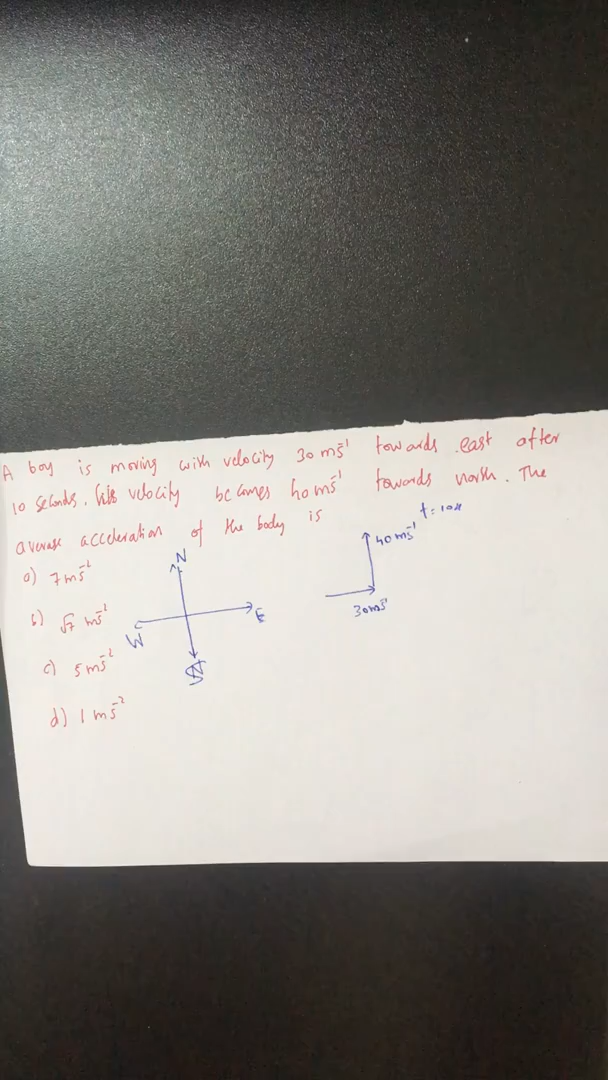 A boy is moving with velocity 30 ms⁻¹ towards east after
10 seconds. his velocity becomes 40 ms⁻¹ towards north. The
average acceleration of the body is
a) 7 ms⁻²
b) √7 ms⁻²
c) 5 ms⁻²
d) 1 ms⁻²
N
W
E
40 ms⁻¹
30 ms⁻¹